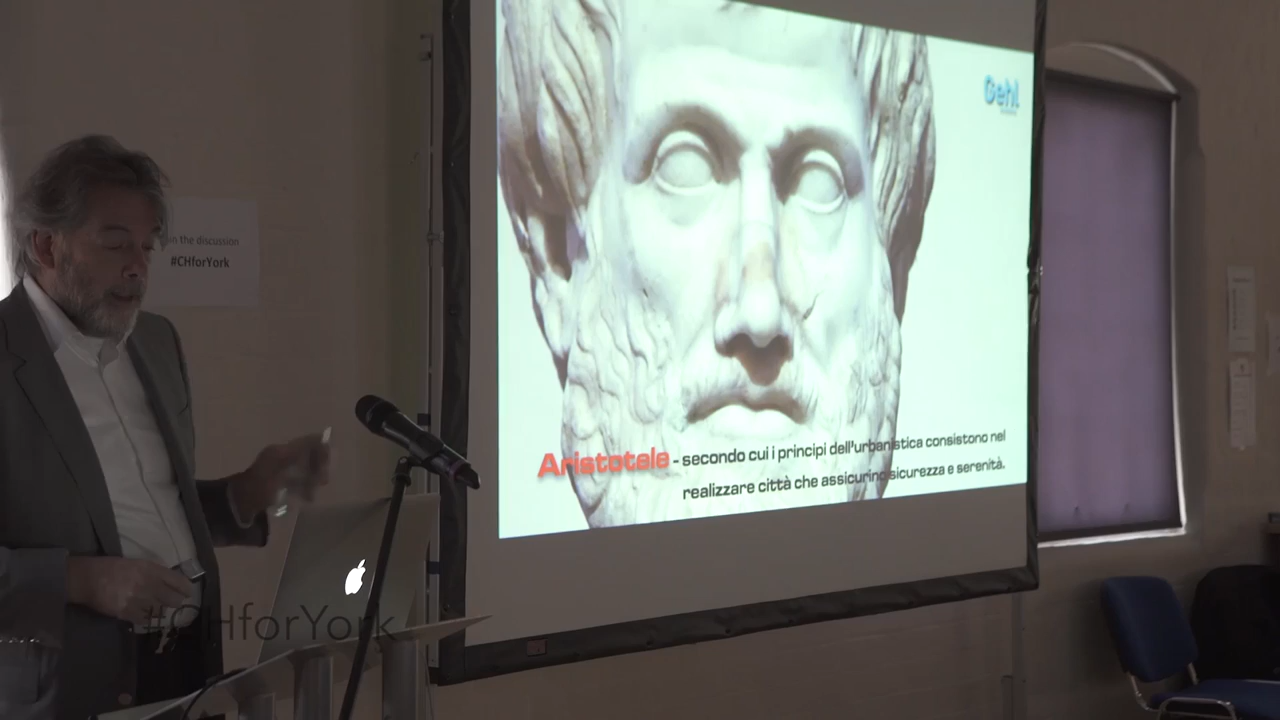 in the discussion
#CHforYork
Gehl
Aristotele - secondo cui i principi dell'urbanistica consistono nel
realizzare città che assicurino sicurezza e serenità.
#CHforYork